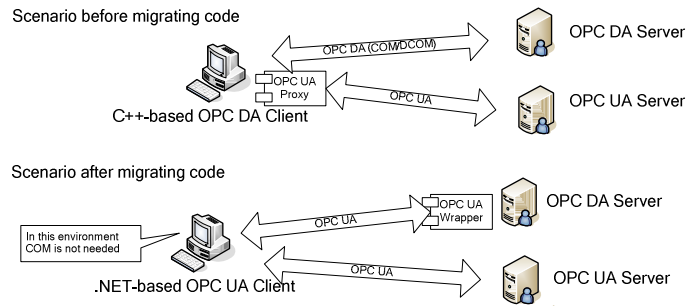 Scenario before migrating code
OPC DA (COM/DCOM)
OPC DA Server
OPC UA
Proxy
OPC UA
OPC UA Server
C++-based OPC DA Client
Scenario after migrating code
OPC UA
Wrapper
OPC DA Server
In this environment
COM is not needed
OPC UA
.NET-based OPC UA Client
OPC UA
OPC UA Server